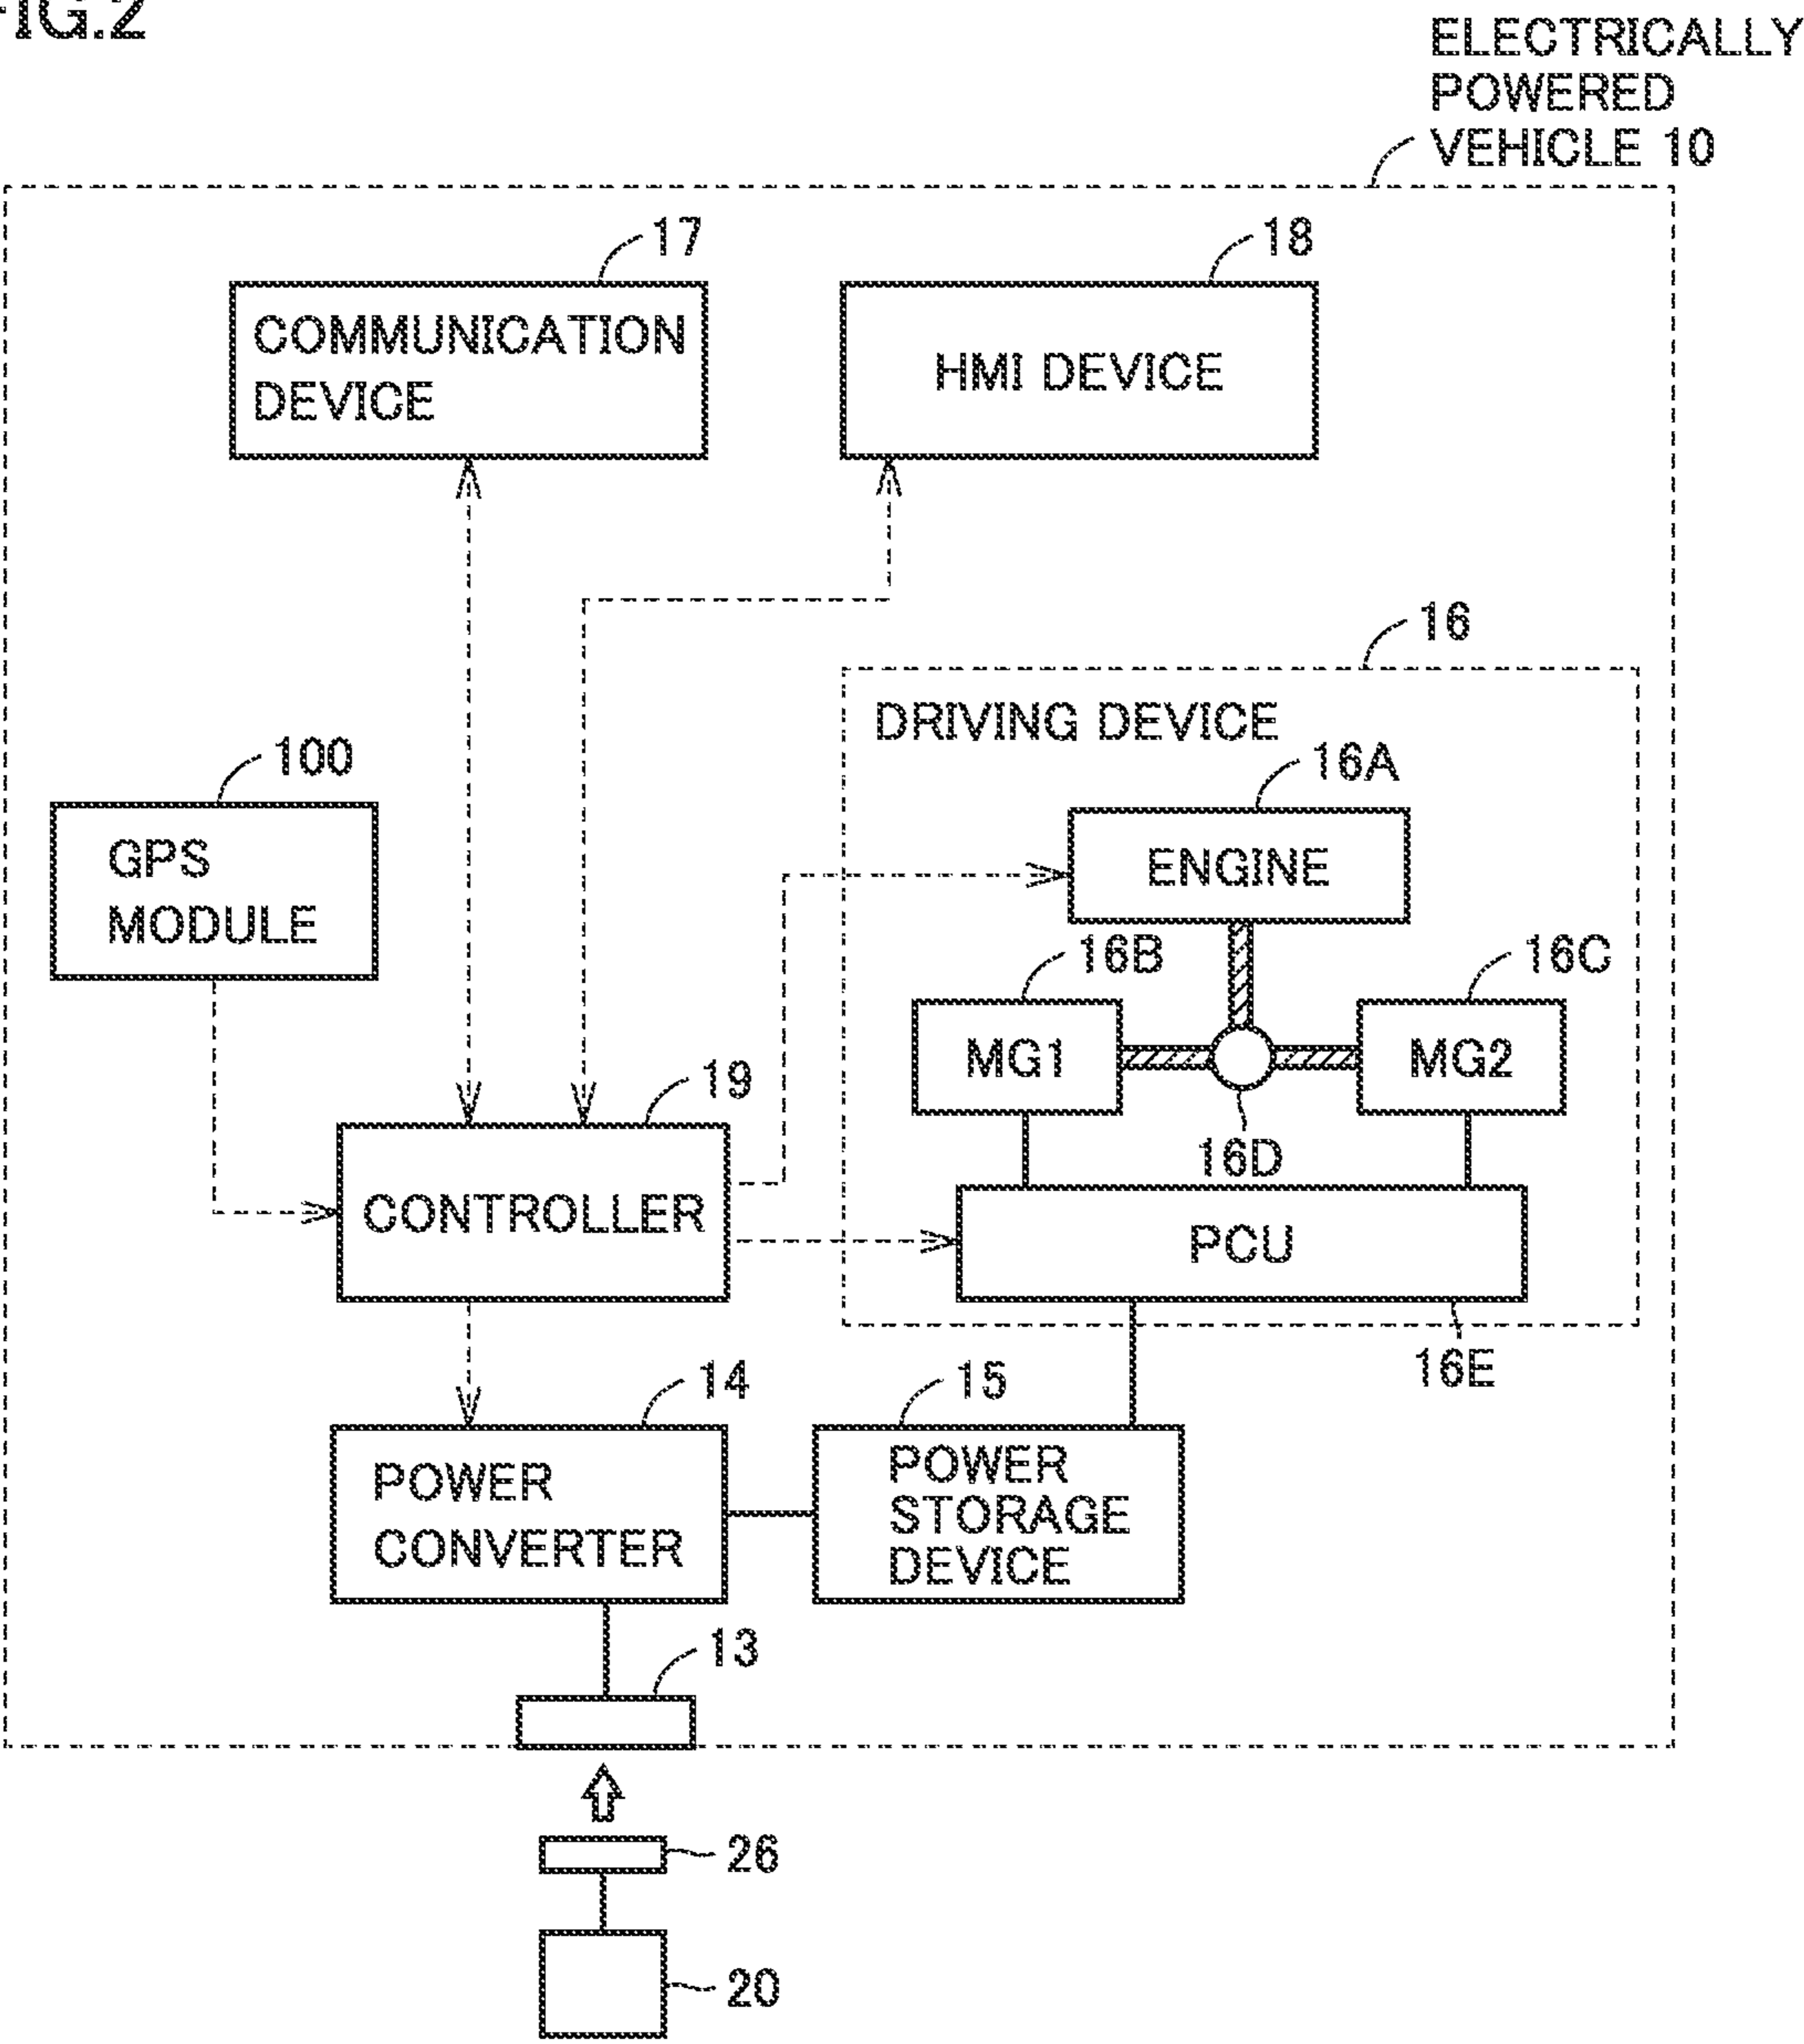 FIG.2
ELECTRICALLY
POWERED
VEHICLE 10
17
18
COMMUNICATION
DEVICE
HMI DEVICE
16
DRIVING DEVICE
100
16A
GPS
MODULE
ENGINE
16B
16C
MG1
MG2
19
16D
CONTROLLER
PCU
16E
14
15
POWER
CONVERTER
POWER
STORAGE
DEVICE
13
26
20